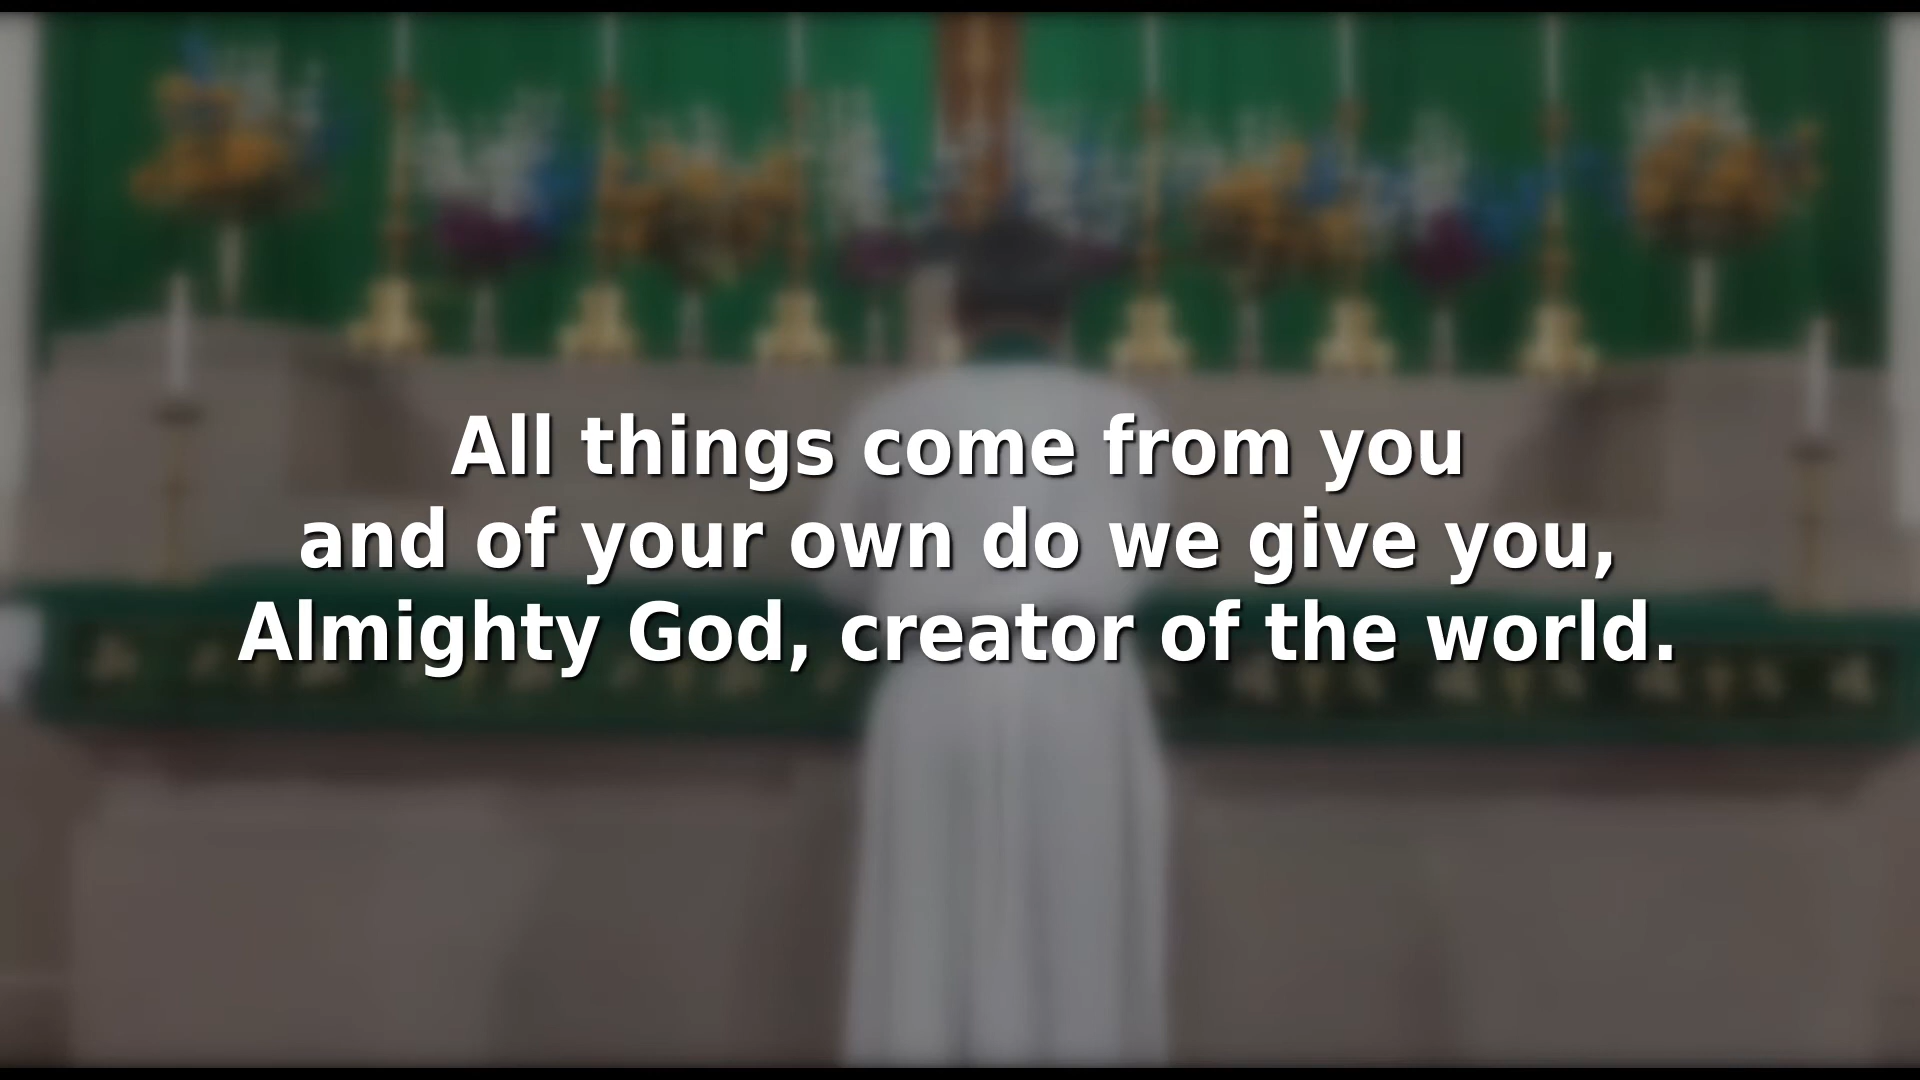 All things come from you
and of your own do we give you,
Almighty God, creator of the world.